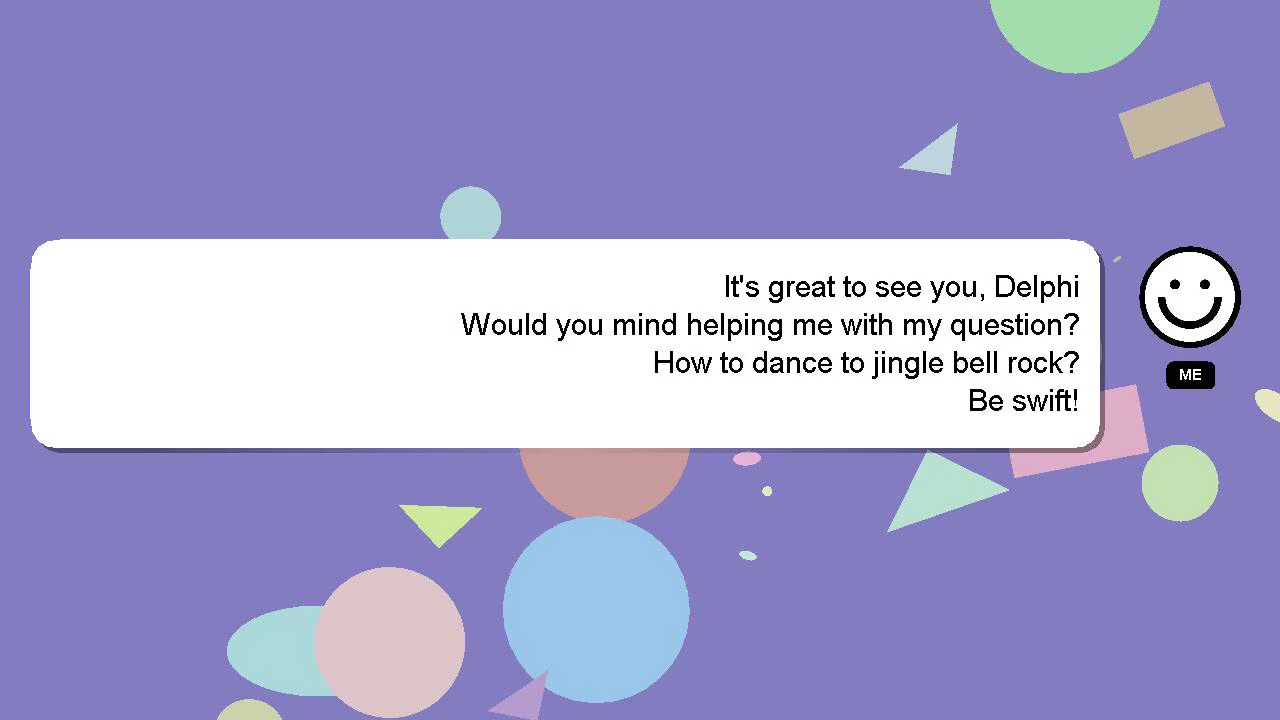 It's great to see you, Delphi
Would you mind helping me with my question?
How to dance to jingle bell rock?
Be swift!
ME